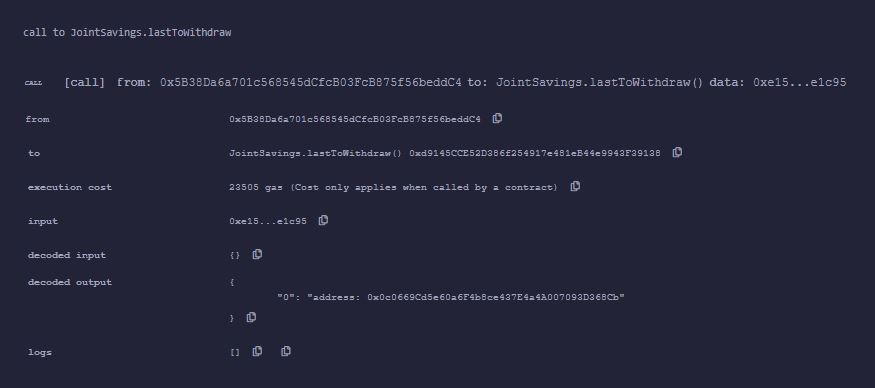 call to JointSavings.lastToWithdraw
CALL [call] from: 0x5B38Da6a701c568545dCfcB03FcB875f56beddC4 to: JointSavings.lastToWithdraw() data: 0xe15...e1c95
from 0x5B38Da6a701c568545dCfcB03FcB875f56beddC4
to JointSavings.lastToWithdraw() 0xd9145CCE52D386f254917e481eB44e9943F39138
execution cost 23505 gas (Cost only applies when called by a contract)
input 0xe15...e1c95
decoded input {}
decoded output {
"0": "address: 0x0c0669Cd5e60a6F4b8ce437E4a4A007093D368Cb"
}
logs []